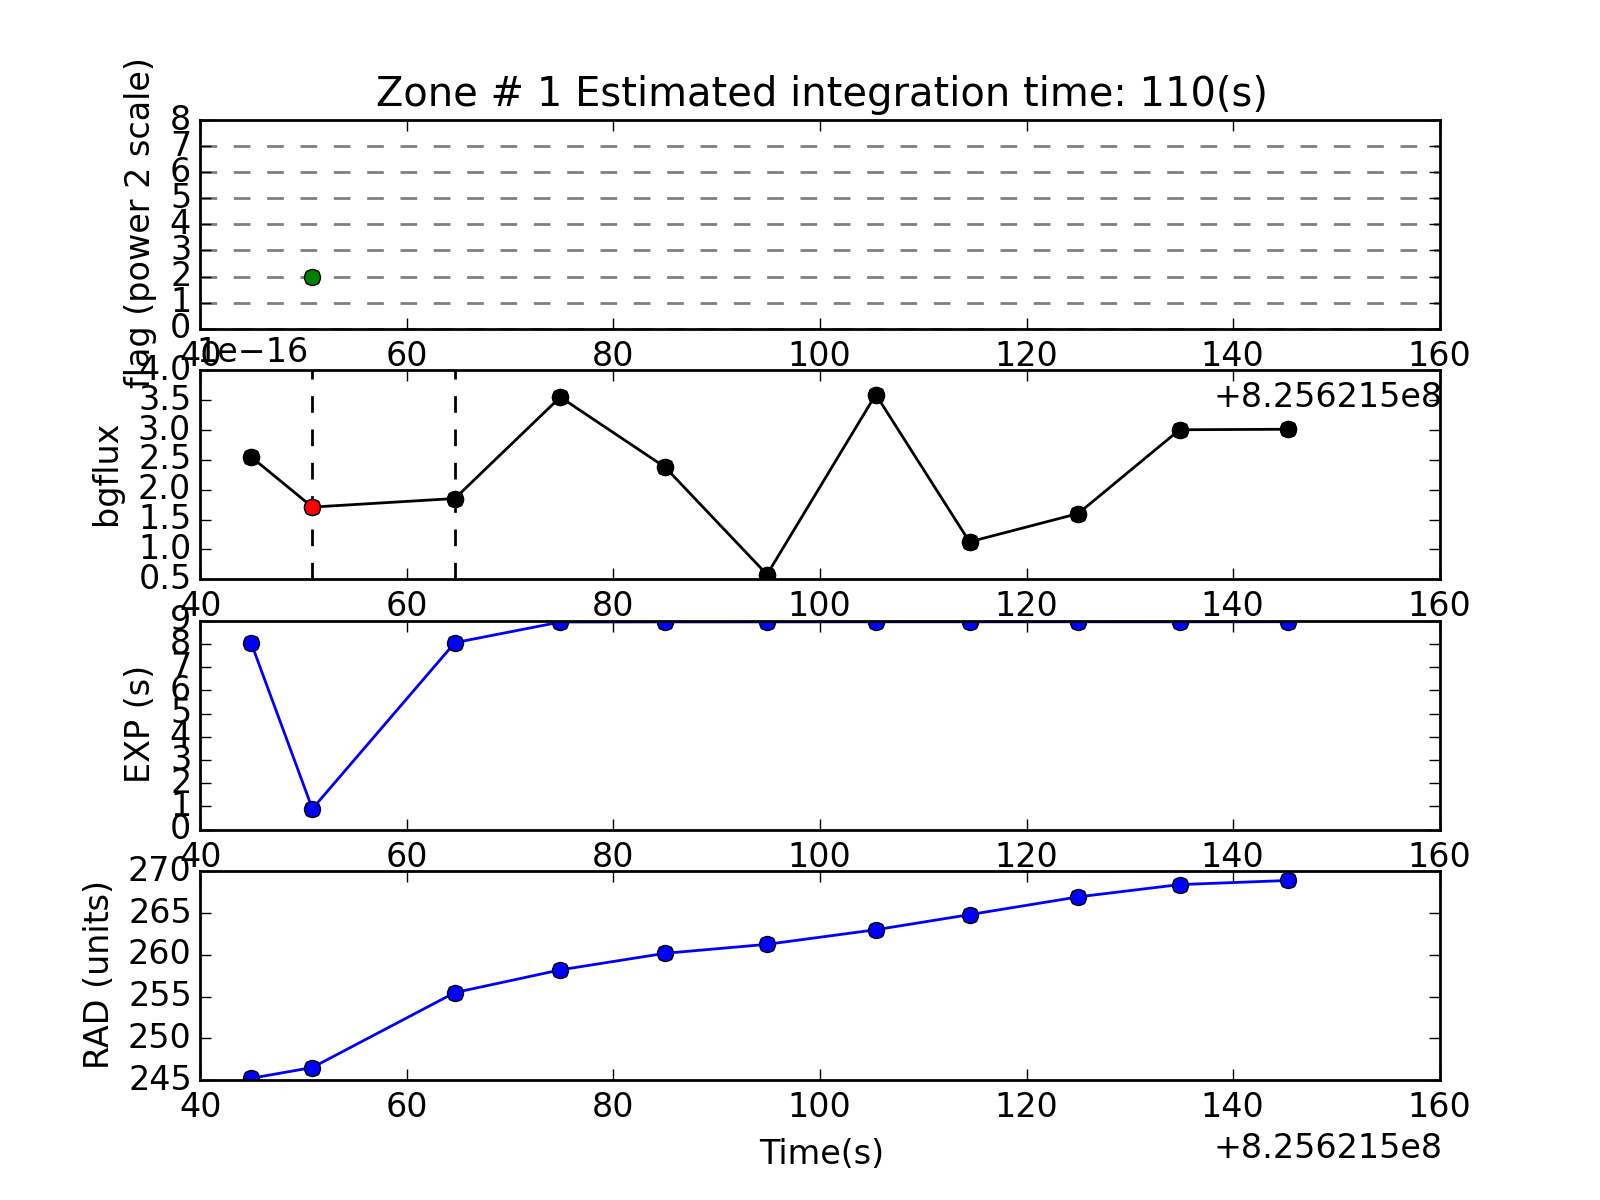 Zone # 1 Estimated integration time: 110(s)
flag (power 2 scale)
8
7
6
5
4
3
2
1
0
40 60 80 100 120 140 160
1e−16
+8.256215e8
bgflux
4.0
3.5
3.0
2.5
2.0
1.5
1.0
0.5
40 60 80 100 120 140 160
EXP (s)
9
8
7
6
5
4
3
2
1
0
40 60 80 100 120 140 160
RAD (units)
270
265
260
255
250
245
40 60 80 100 120 140 160
Time(s)
+8.256215e8